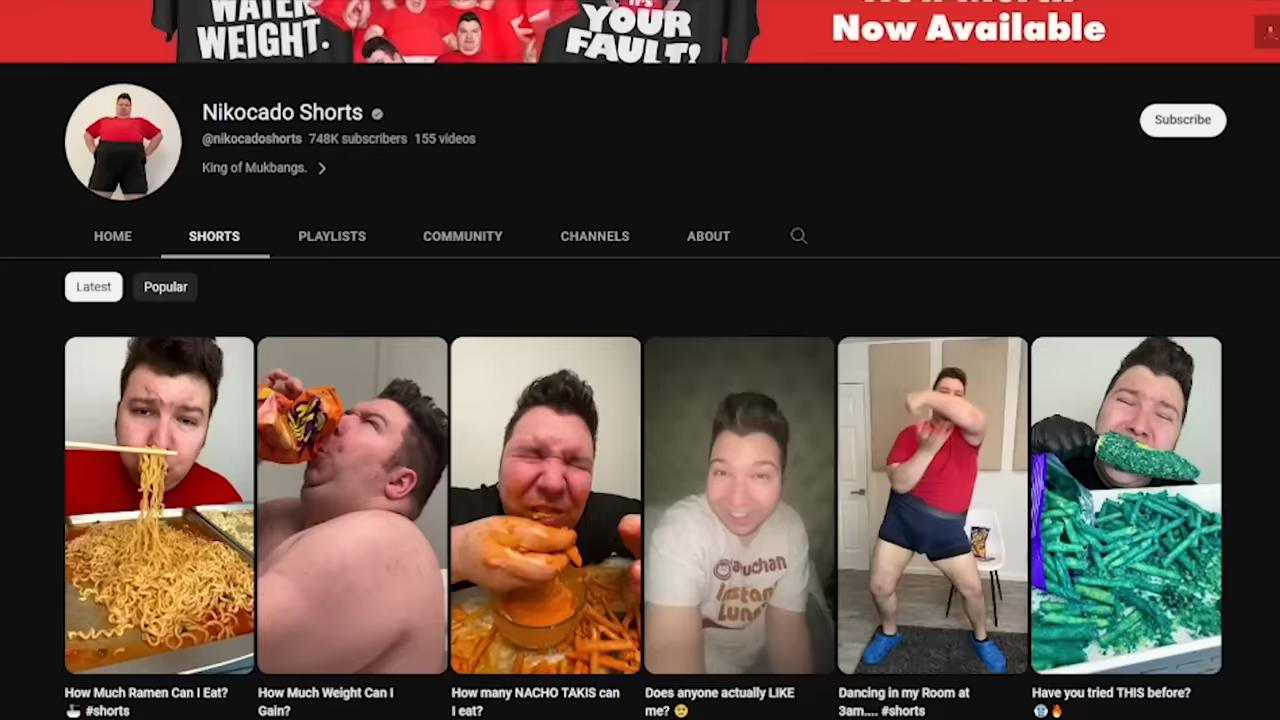 WATER
WEIGHT.
IT'S
YOUR
FAULT!
Now Available
Nikocado Shorts
@nikocadoshorts 748K subscribers 155 videos
King of Mukbangs.
Subscribe
HOME SHORTS PLAYLISTS COMMUNITY CHANNELS ABOUT
Latest Popular
Instant
How Much Ramen Can I Eat?
🍜 #shorts
How Much Weight Can I
Gain?
How many NACHO TAKIS can
I eat?
Does anyone actually LIKE
me? 🥺
Dancing in my Room at
3am.... #shorts
Have you tried THIS before?
🥶🔥